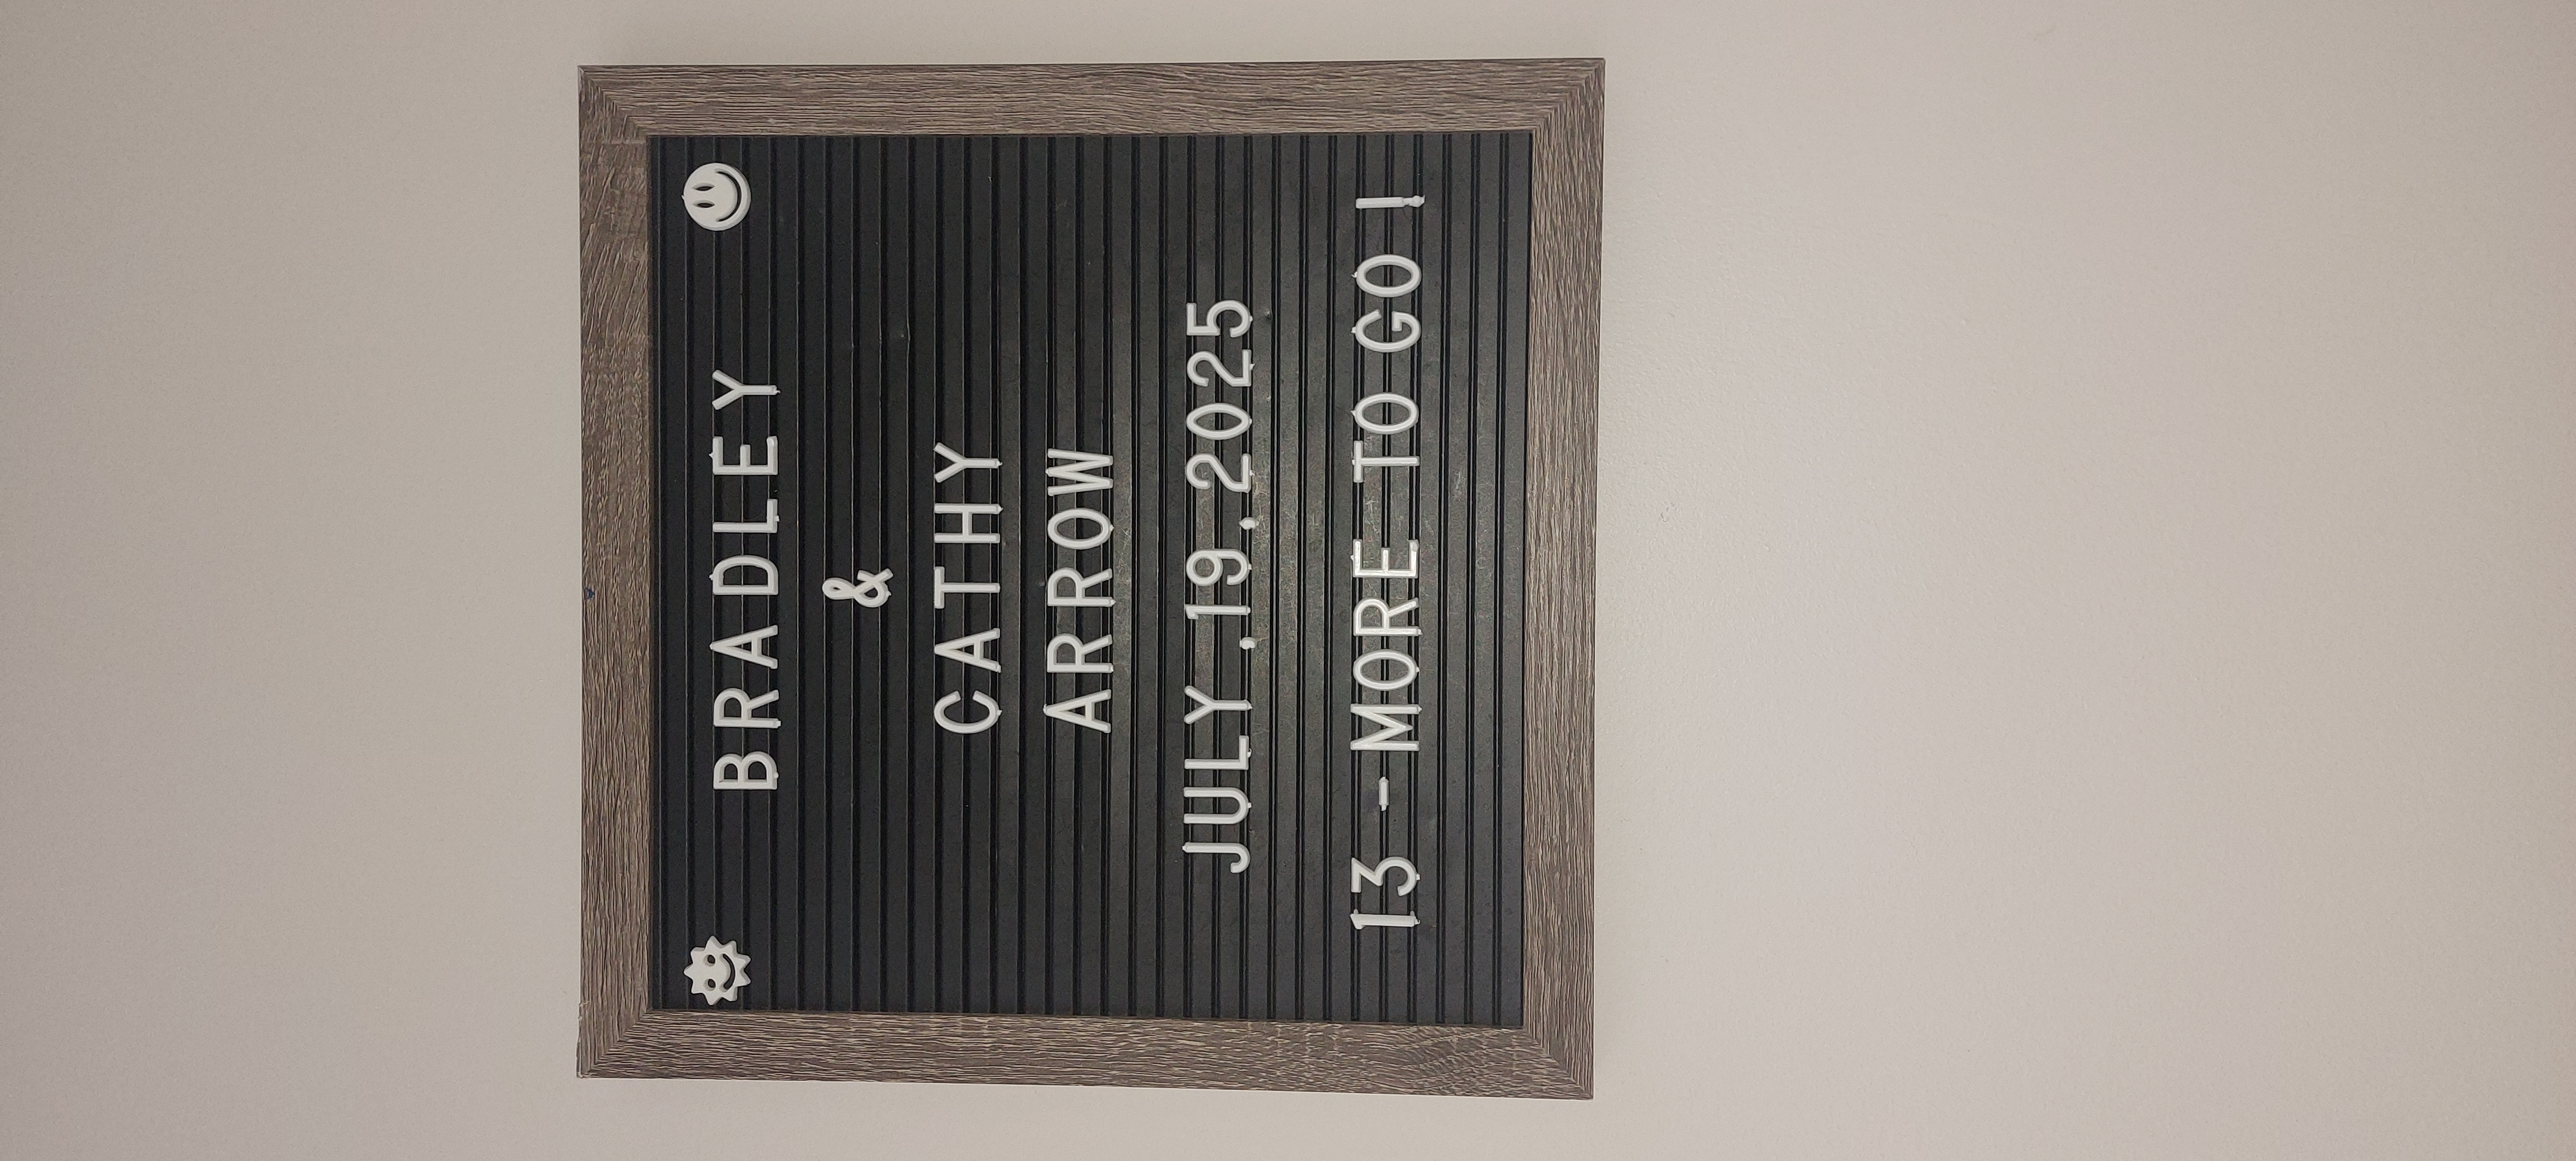 BRADLEY
&
CATHY
ARROW
JULY.19.2025
13-MORE TO GO!